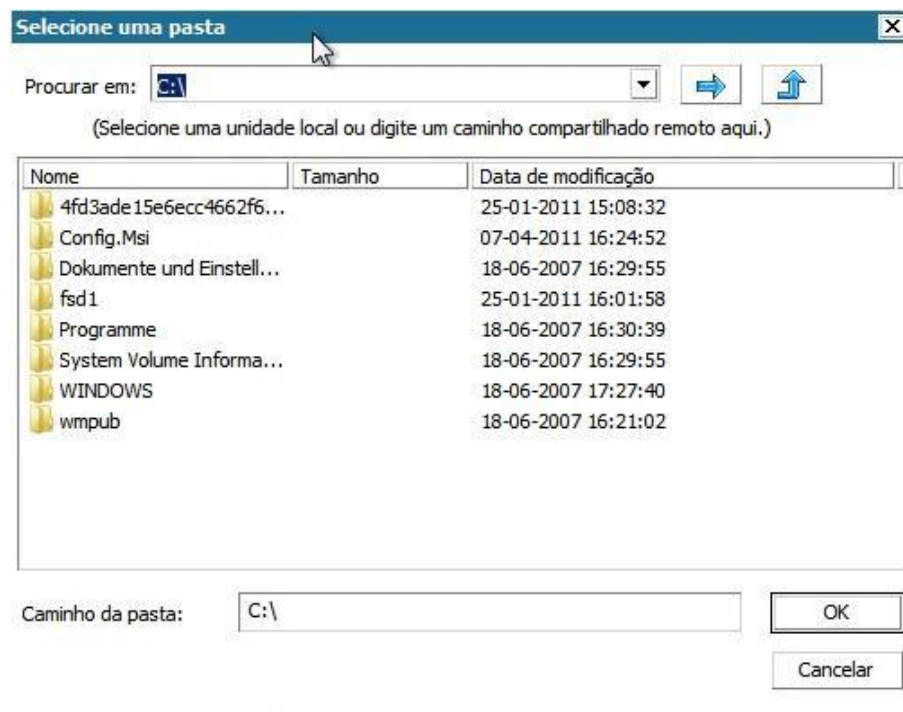 Selecione uma pasta
Procurar em: C:\
(Selecione uma unidade local ou digite um caminho compartilhado remoto aqui.)
Nome Tamanho Data de modificação
4fd3ade15e6ecc4662f6... 25-01-2011 15:08:32
Config.Msi 07-04-2011 16:24:52
Dokumente und Einstell... 18-06-2007 16:29:55
fsd1 25-01-2011 16:01:58
Programme 18-06-2007 16:30:39
System Volume Informa... 18-06-2007 16:29:55
WINDOWS 18-06-2007 17:27:40
wmpub 18-06-2007 16:21:02
Caminho da pasta: C:\ OK
Cancelar